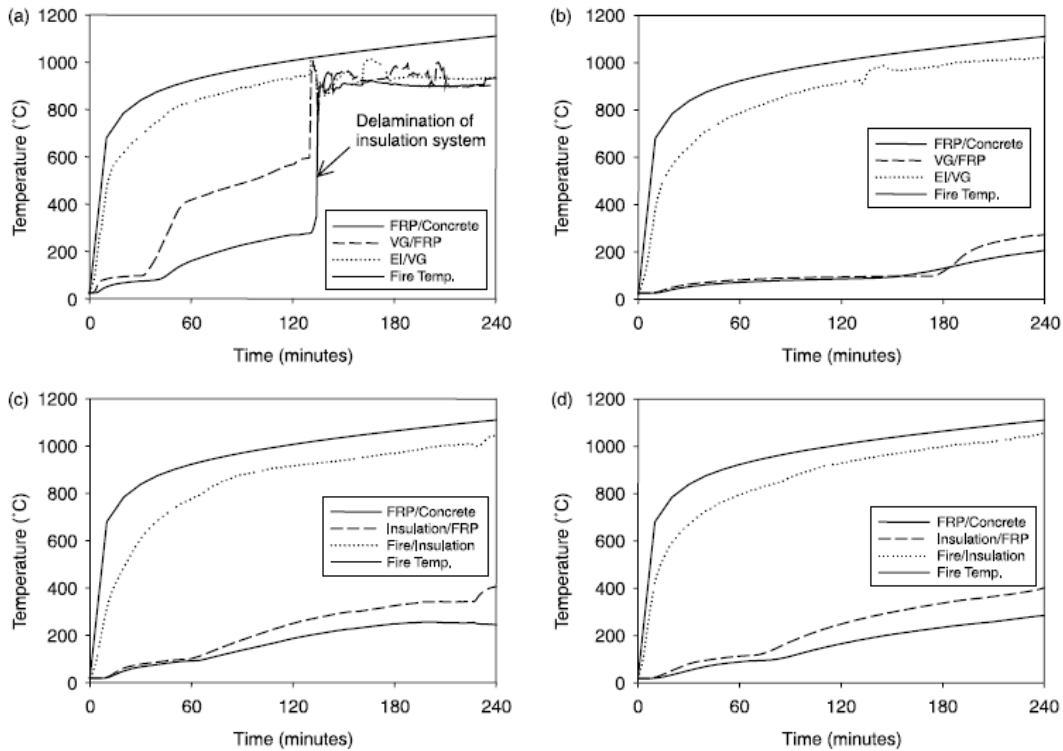 (a)
1200
1000
800
600
400
200
0
Temperature (°C)
Delamination of
insulation system
FRP/Concrete
VG/FRP
EI/VG
Fire Temp.
0
60
120
180
240
Time (minutes)
(b)
1200
1000
800
600
400
200
0
Temperature (°C)
FRP/Concrete
VG/FRP
EI/VG
Fire Temp.
0
60
120
180
240
Time (minutes)
(c)
1200
1000
800
600
400
200
0
Temperature (°C)
FRP/Concrete
Insulation/FRP
Fire/Insulation
Fire Temp.
0
60
120
180
240
Time (minutes)
(d)
1200
1000
800
600
400
200
0
Temperature (°C)
FRP/Concrete
Insulation/FRP
Fire/Insulation
Fire Temp.
0
60
120
180
240
Time (minutes)